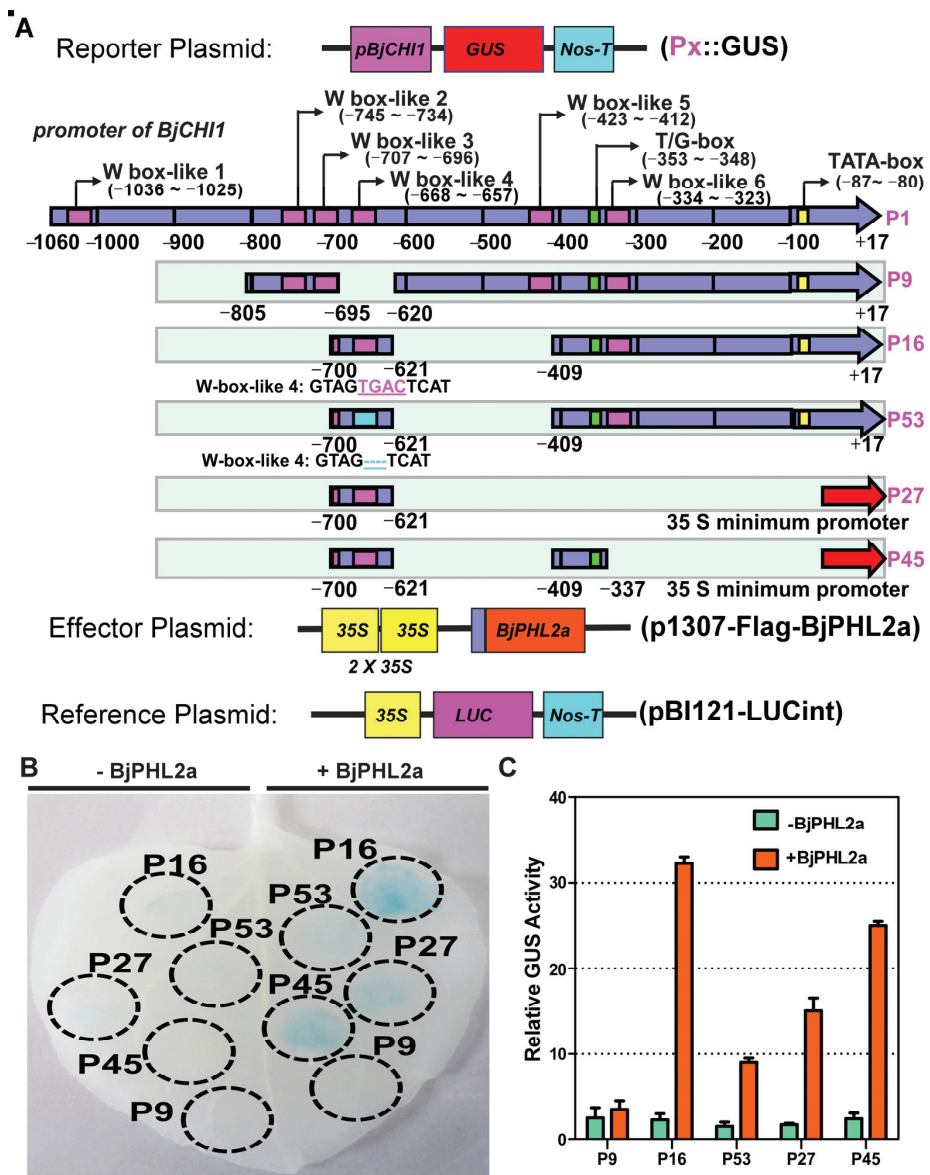 A
Reporter Plasmid: pBjCHI1 GUS Nos-T (Px::GUS)
promoter of BjCHI1
W box-like 1
(−1036 ~ −1025)
W box-like 2
(−745 ~ −734)
W box-like 3
(−707 ~ −696)
W box-like 4
(−668 ~ −657)
W box-like 5
(−423 ~ −412)
T/G-box
(−353 ~ −348)
W box-like 6
(−334 ~ −323)
TATA-box
(−87~ −80)
P1
-1060 -1000 -900 -800 -700 -600 -500 -400 -300 -200 -100 +17
P9
−805 −695 −620 +17
P16
−700 −621 −409 +17
W-box-like 4: GTAGTGACTCAT
P53
−700 −621 −409 +17
W-box-like 4: GTAG----TCAT
P27
−700 −621 35 S minimum promoter
P45
−700 −621 −409 −337 35 S minimum promoter
Effector Plasmid: 35S 35S BjPHL2a (p1307-Flag-BjPHL2a)
2 X 35S
Reference Plasmid: 35S LUC Nos-T (pBI121-LUCint)
B
- BjPHL2a + BjPHL2a
P16
P53
P27
P45
P9
P16
P53
P27
P45
P9
C
Relative GUS Activity
40
30
20
10
0
-BjPHL2a
+BjPHL2a
P9 P16 P53 P27 P45